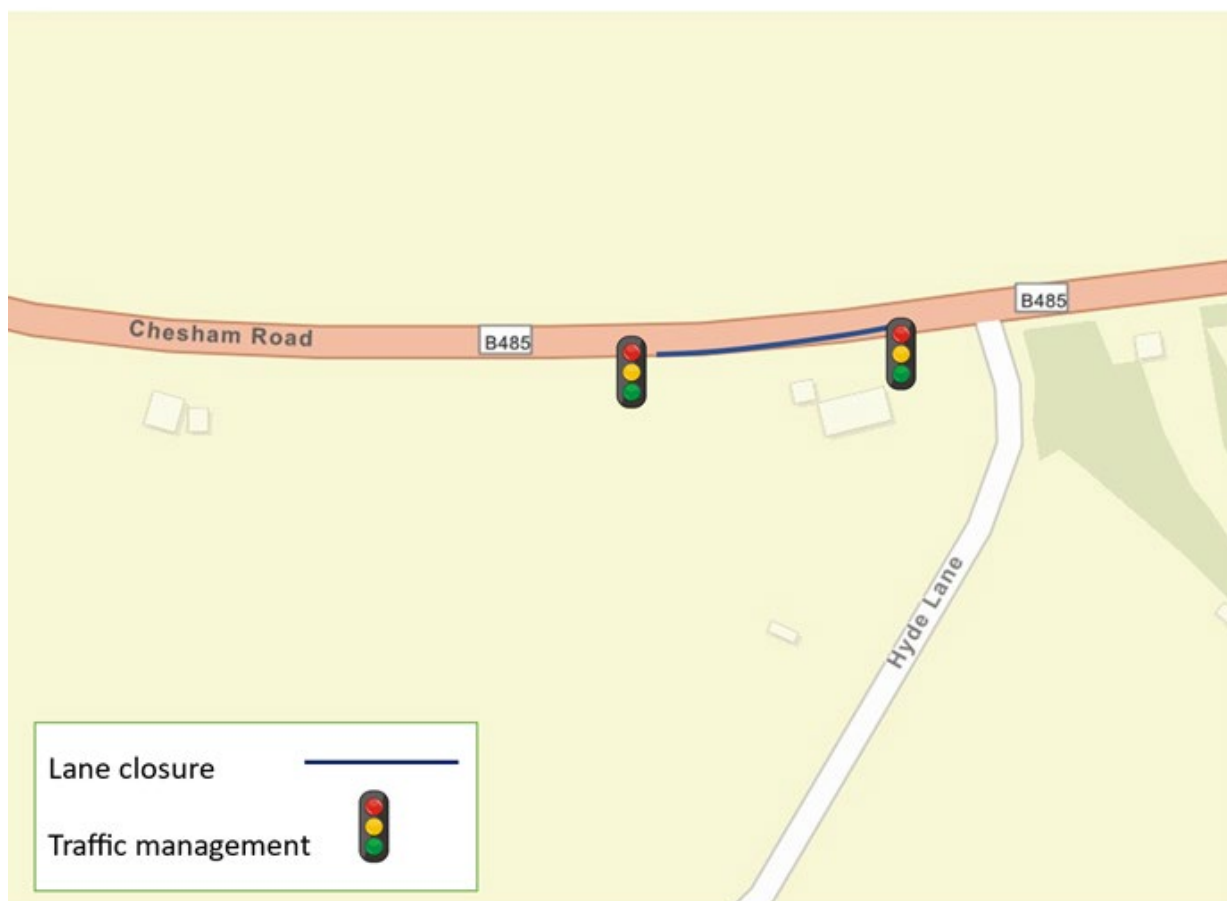 B485
Chesham Road
B485
Hyde Lane
Lane closure
Traffic management